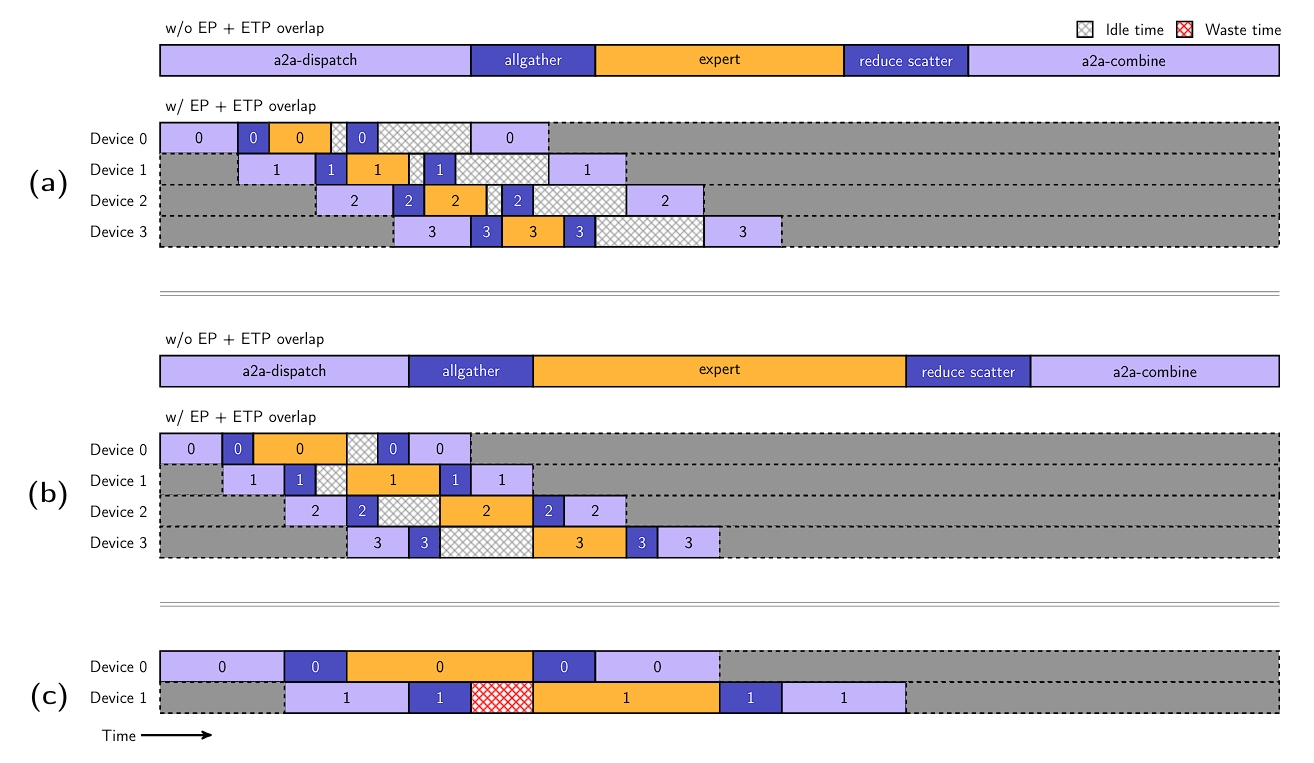 w/o EP + ETP overlap
Idle time Waste time
a2a-dispatch allgather expert reduce scatter a2a-combine
w/ EP + ETP overlap
(a)
Device 0 0 0 0 0 0
Device 1 1 1 1 1 1
Device 2 2 2 2 2 2
Device 3 3 3 3 3 3
w/o EP + ETP overlap
a2a-dispatch allgather expert reduce scatter a2a-combine
w/ EP + ETP overlap
(b)
Device 0 0 0 0 0 0
Device 1 1 1 1 1 1
Device 2 2 2 2 2 2
Device 3 3 3 3 3 3
(c)
Device 0 0 0 0 0 0
Device 1 1 1 1 1 1
Time